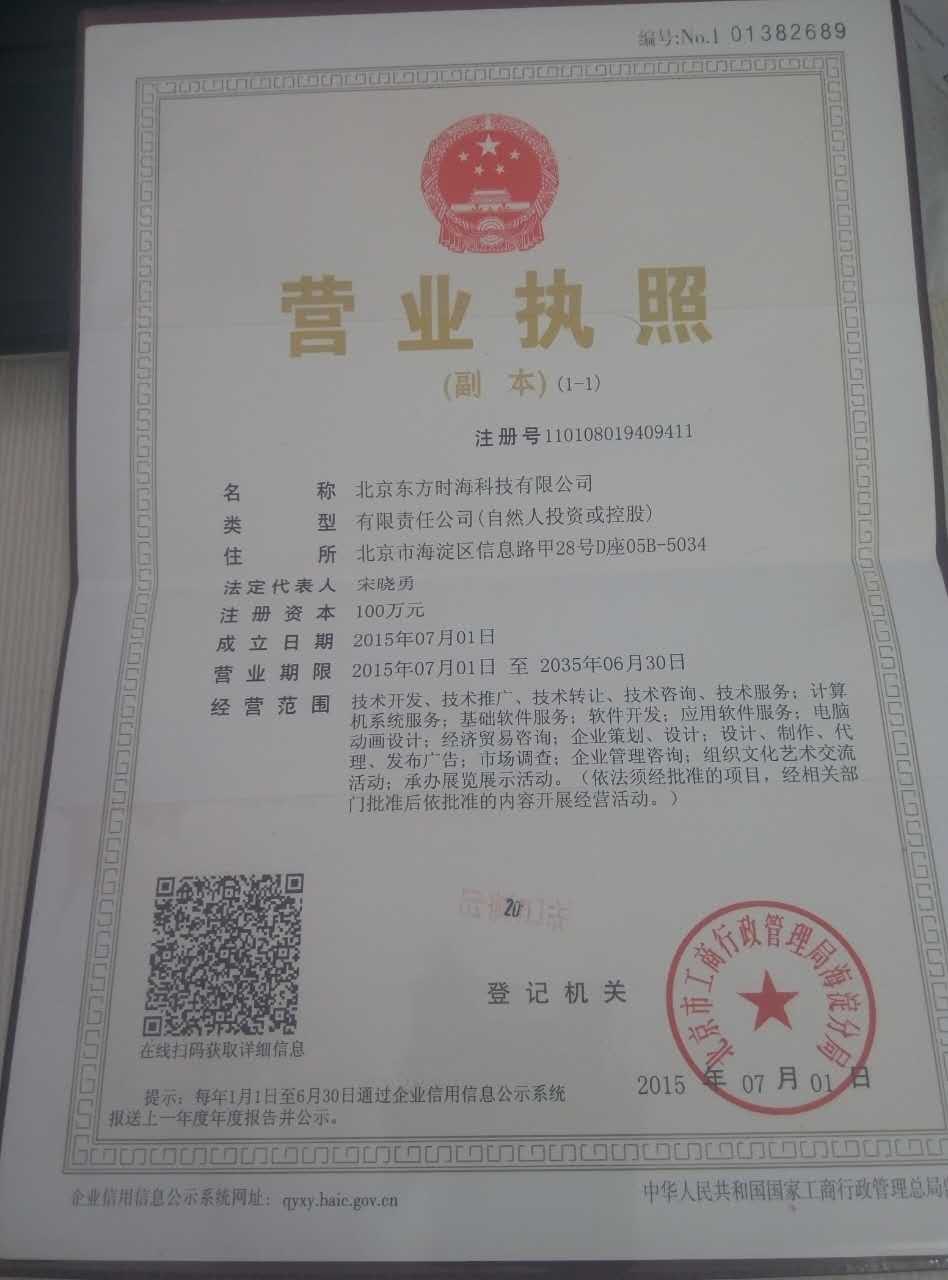 编号:No.1 01382689
营业执照
(副 本) (1-1)
注册号110108019409411
名称 北京东方时海科技有限公司
类型 有限责任公司(自然人投资或控股)
住所 北京市海淀区信息路甲28号D座05B-5034
法定代表人 宋晓勇
注册资本 100万元
成立日期 2015年07月01日
营业期限 2015年07月01日 至 2035年06月30日
经营范围 技术开发、技术推广、技术转让、技术咨询、技术服务；计算
机系统服务；基础软件服务；软件开发；应用软件服务；电脑
动画设计；经济贸易咨询；企业策划、设计；设计、制作、代
理、发布广告；市场调查；企业管理咨询；组织文化艺术交流
活动；承办展览展示活动。（依法须经批准的项目，经相关部
门批准后依批准的内容开展经营活动。）
20
登记机关
北京市工商行政管理局海淀分局
2015 年 07 月 01 日
在线扫码获取详细信息
提示：每年1月1日至6月30日通过企业信用信息公示系统
报送上一年度年度报告并公示。
企业信用信息公示系统网址：qyxy.baic.gov.cn
中华人民共和国国家工商行政管理总局